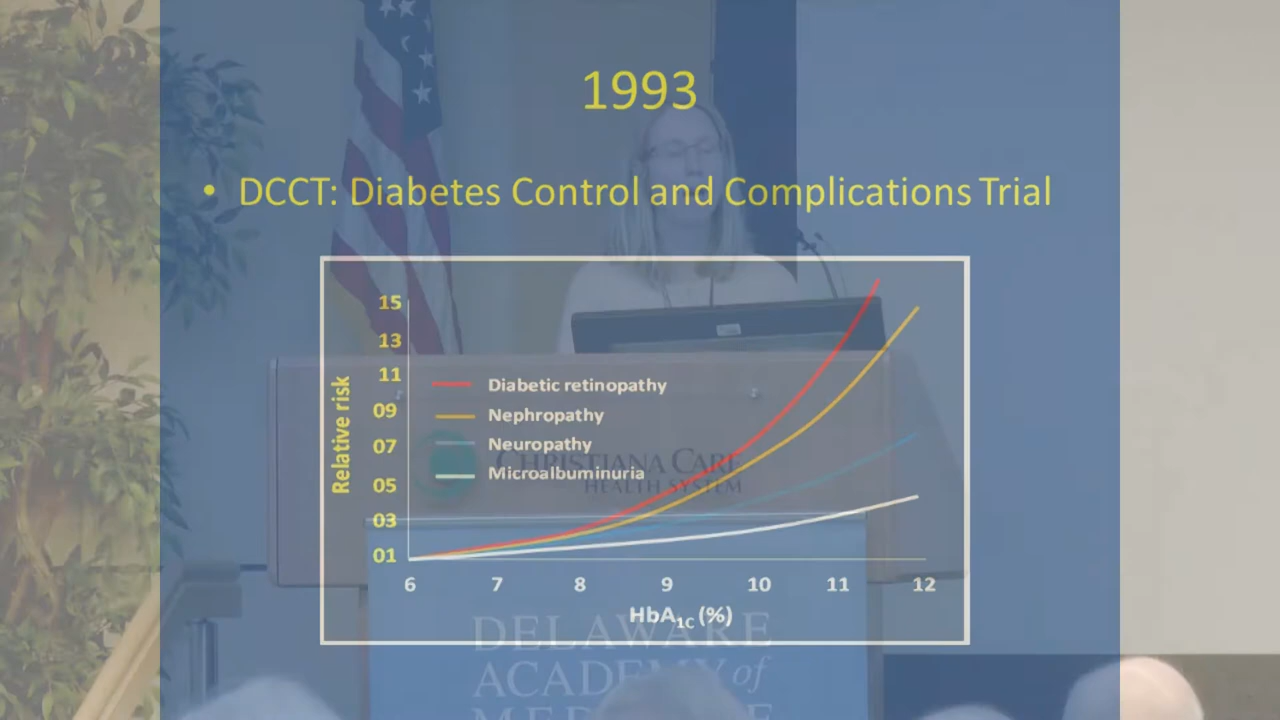 1993
• DCCT: Diabetes Control and Complications Trial
15
13
11
09
07
05
03
01
Relative risk
Diabetic retinopathy
Nephropathy
Neuropathy
Microalbuminuria
6 7 8 9 10 11 12
HbA1C (%)
CHRISTIANA CARE
HEALTH SYSTEM
DELAWARE
ACADEMY of